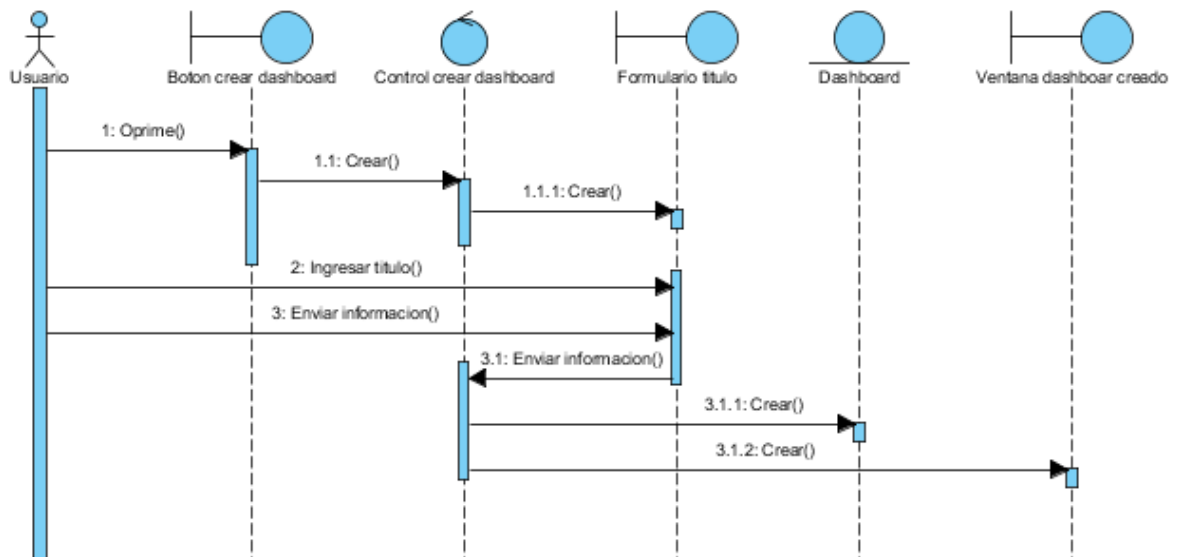 Usuario
Boton crear dashboard
Control crear dashboard
Formulario titulo
Dashboard
Ventana dashboar creado
1: Oprime()
1.1: Crear()
1.1.1: Crear()
2: Ingresar titulo()
3: Enviar informacion()
3.1: Enviar informacion()
3.1.1: Crear()
3.1.2: Crear()